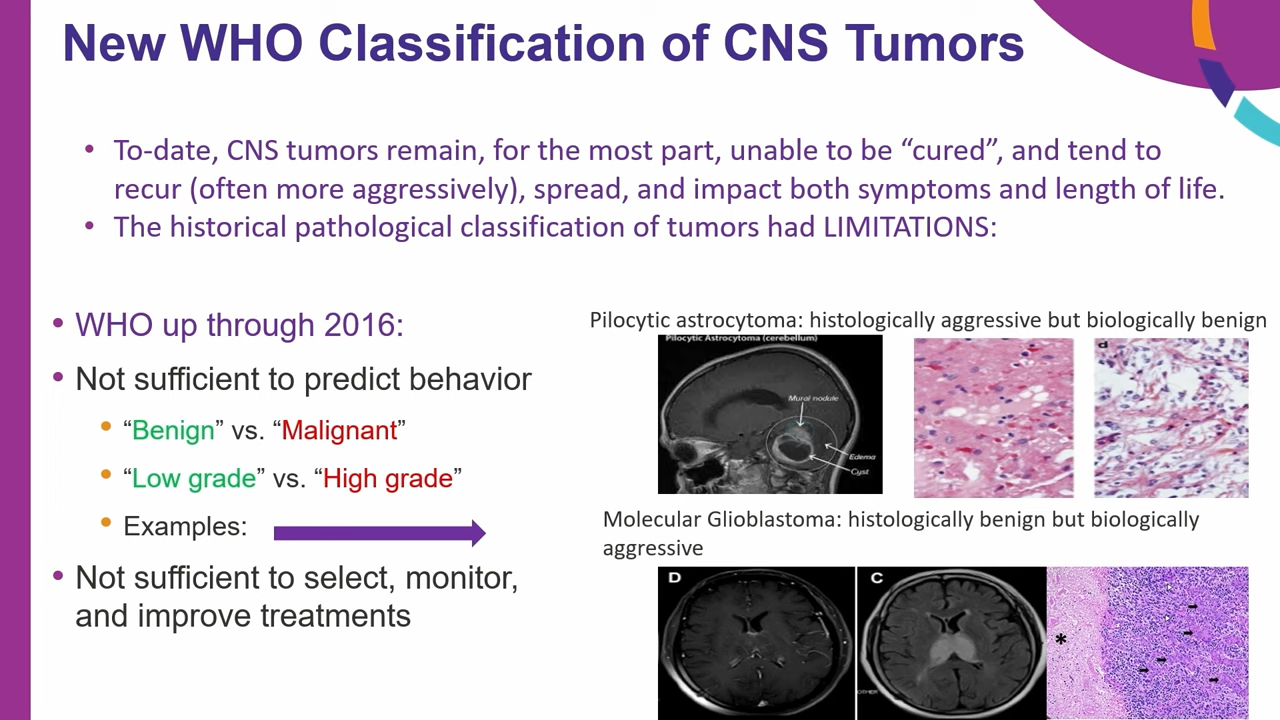 New WHO Classification of CNS Tumors
• To-date, CNS tumors remain, for the most part, unable to be “cured”, and tend to
recur (often more aggressively), spread, and impact both symptoms and length of life.
• The historical pathological classification of tumors had LIMITATIONS:
• WHO up through 2016:
• Not sufficient to predict behavior
• “Benign” vs. “Malignant”
• “Low grade” vs. “High grade”
• Examples:
• Not sufficient to select, monitor,
and improve treatments
Pilocytic astrocytoma: histologically aggressive but biologically benign
Pilocytic Astrocytoma (cerebellum)
Mural nodule
Edema
Cyst
d
Molecular Glioblastoma: histologically benign but biologically
aggressive
D
C
OTHER
*